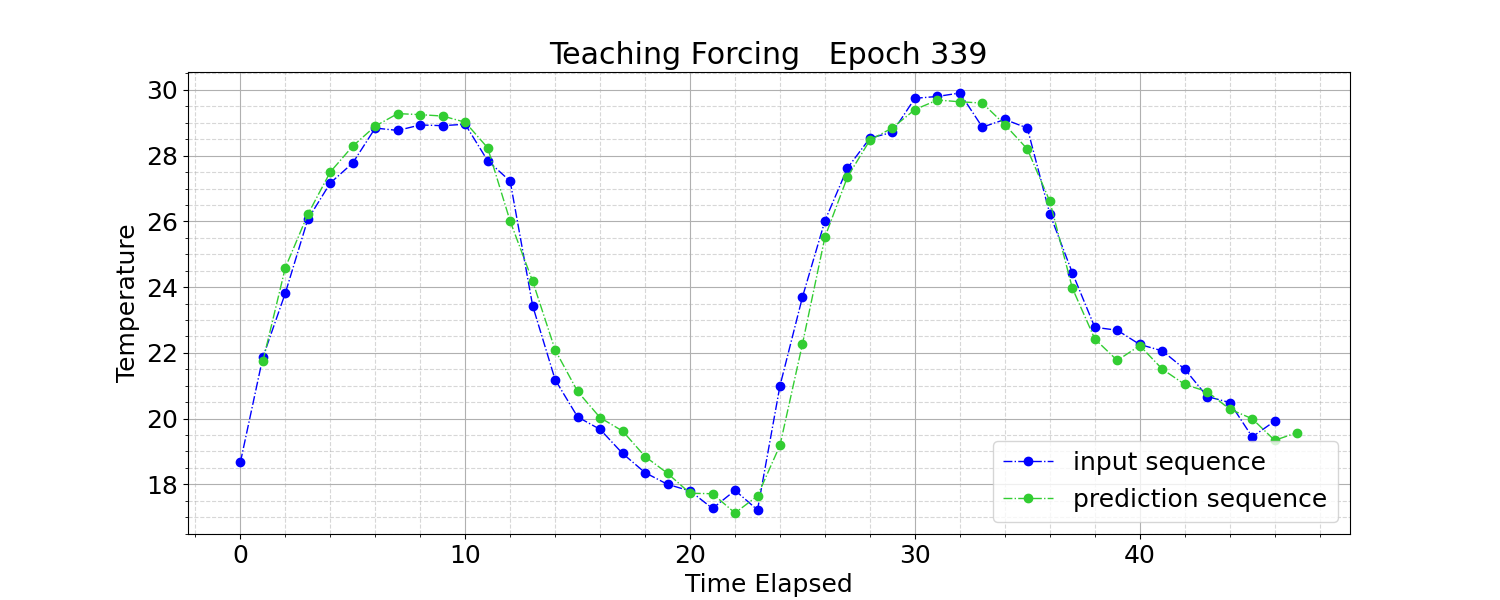 Teaching Forcing   Epoch 339
30
28
26
24
22
20
18
Temperature
0
10
20
30
40
Time Elapsed
input sequence
prediction sequence